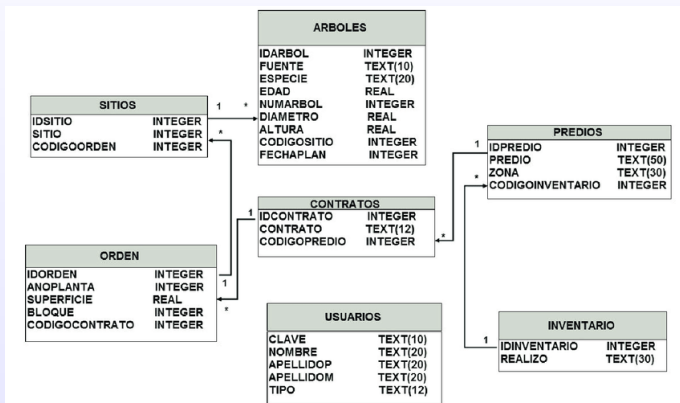 ARBOLES
IDARBOL INTEGER
FUENTE TEXT(10)
ESPECIE TEXT(20)
EDAD REAL
NUMARBOL INTEGER
DIAMETRO REAL
ALTURA REAL
CODIGOSITIO INTEGER
FECHAPLAN INTEGER
SITIOS
IDSITIO INTEGER
SITIO INTEGER
CODIGOORDEN INTEGER
1 *
*
PREDIOS
IDPREDIO INTEGER
PREDIO TEXT(50)
ZONA TEXT(30)
CODIGOINVENTARIO INTEGER
1
*
CONTRATOS
IDCONTRATO INTEGER
CONTRATO TEXT(12)
CODIGOPREDIO INTEGER
1
*
ORDEN
IDORDEN INTEGER
ANOPLANTA INTEGER
SUPERFICIE REAL
BLOQUE INTEGER
CODIGOCONTRATO INTEGER
1
*
USUARIOS
CLAVE TEXT(10)
NOMBRE TEXT(20)
APELLIDOP TEXT(20)
APELLIDOM TEXT(20)
TIPO TEXT(12)
INVENTARIO
IDINVENTARIO INTEGER
REALIZO TEXT(30)
1